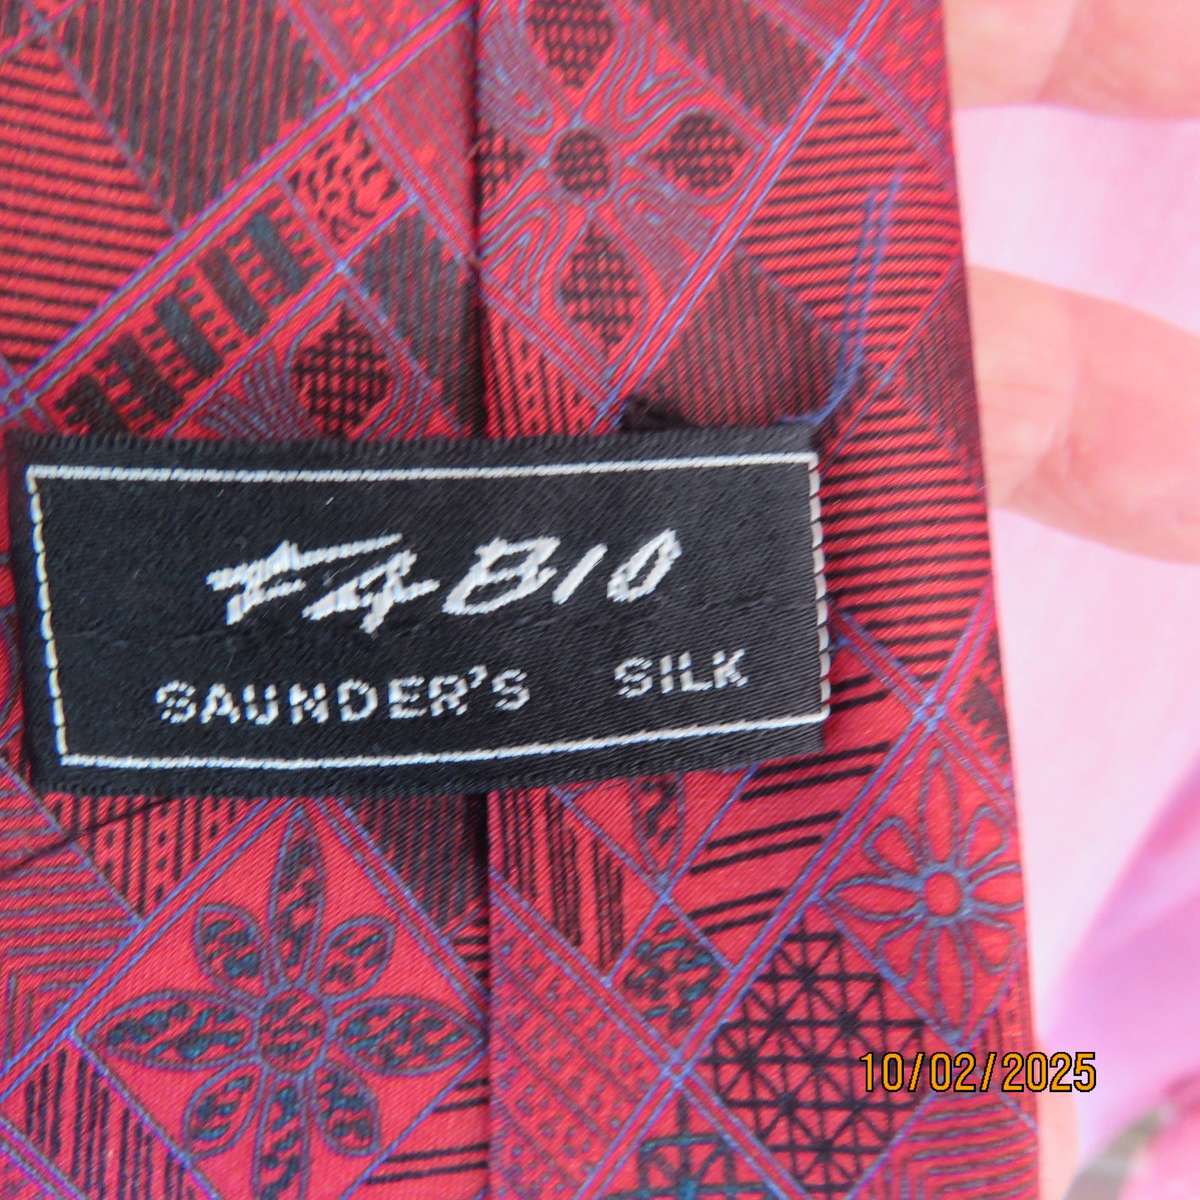 FABIO
SAUNDER'S SILK
10/02/2025